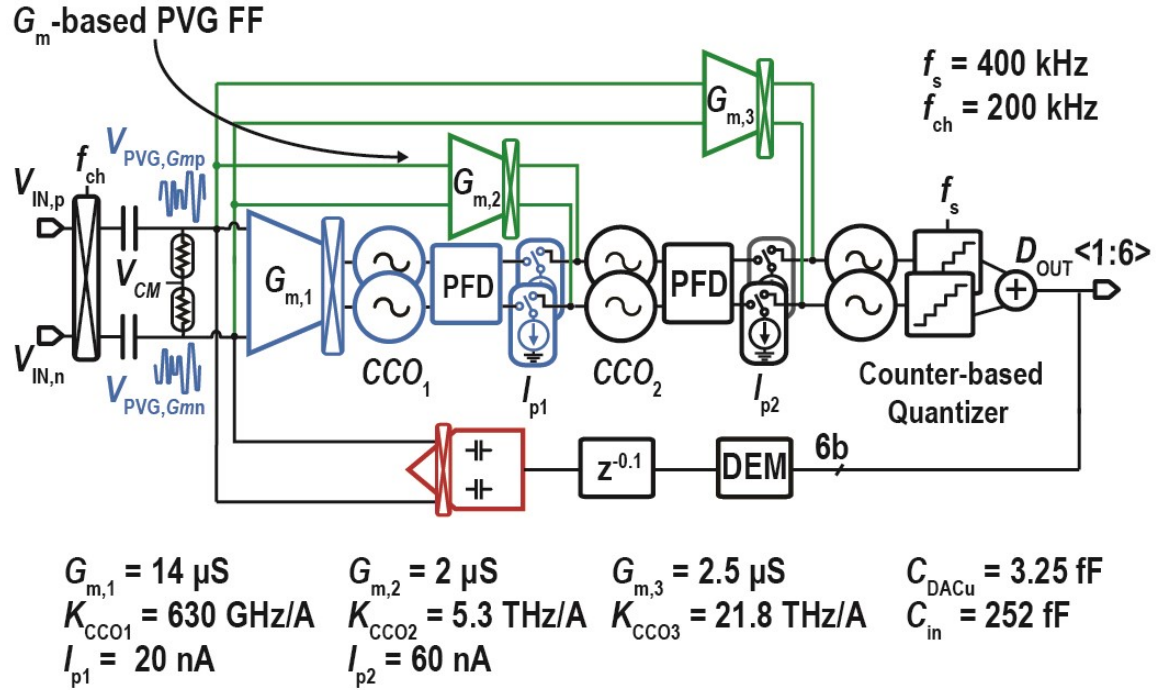 Gm-based PVG FF
fs = 400 kHz
fch = 200 kHz
Gm,3
VPVG,Gmp
fch
Gm,2
VIN,p
fs
Gm,1
PFD
PFD
DOUT <1:6>
VCM
VIN,n
CCO1
CCO2
VPVG,Gmn
Ip1
Ip2
Counter-based
Quantizer
z-0.1
DEM
6b
Gm,1 = 14 µS
Gm,2 = 2 µS
Gm,3 = 2.5 µS
CDACu = 3.25 fF
KCCO1 = 630 GHz/A
KCCO2 = 5.3 THz/A
KCCO3 = 21.8 THz/A
Cin = 252 fF
Ip1 = 20 nA
Ip2 = 60 nA